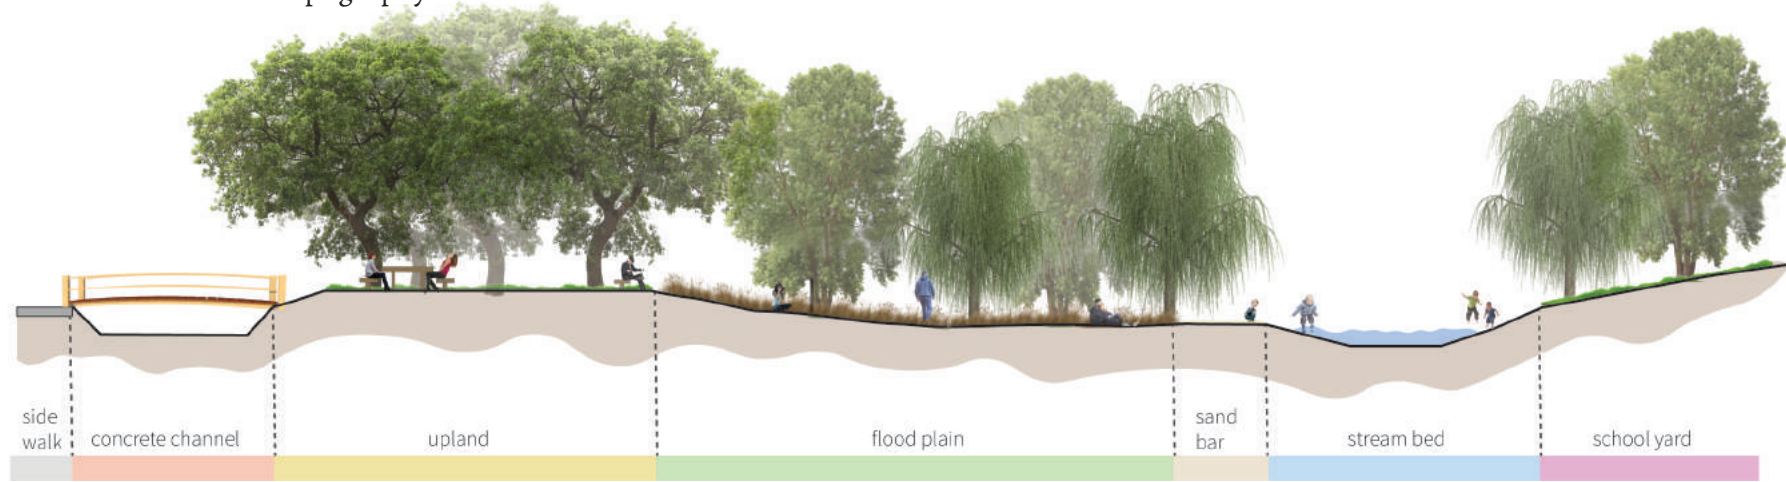 side
walk
concrete channel
upland
flood plain
sand
bar
stream bed
school yard